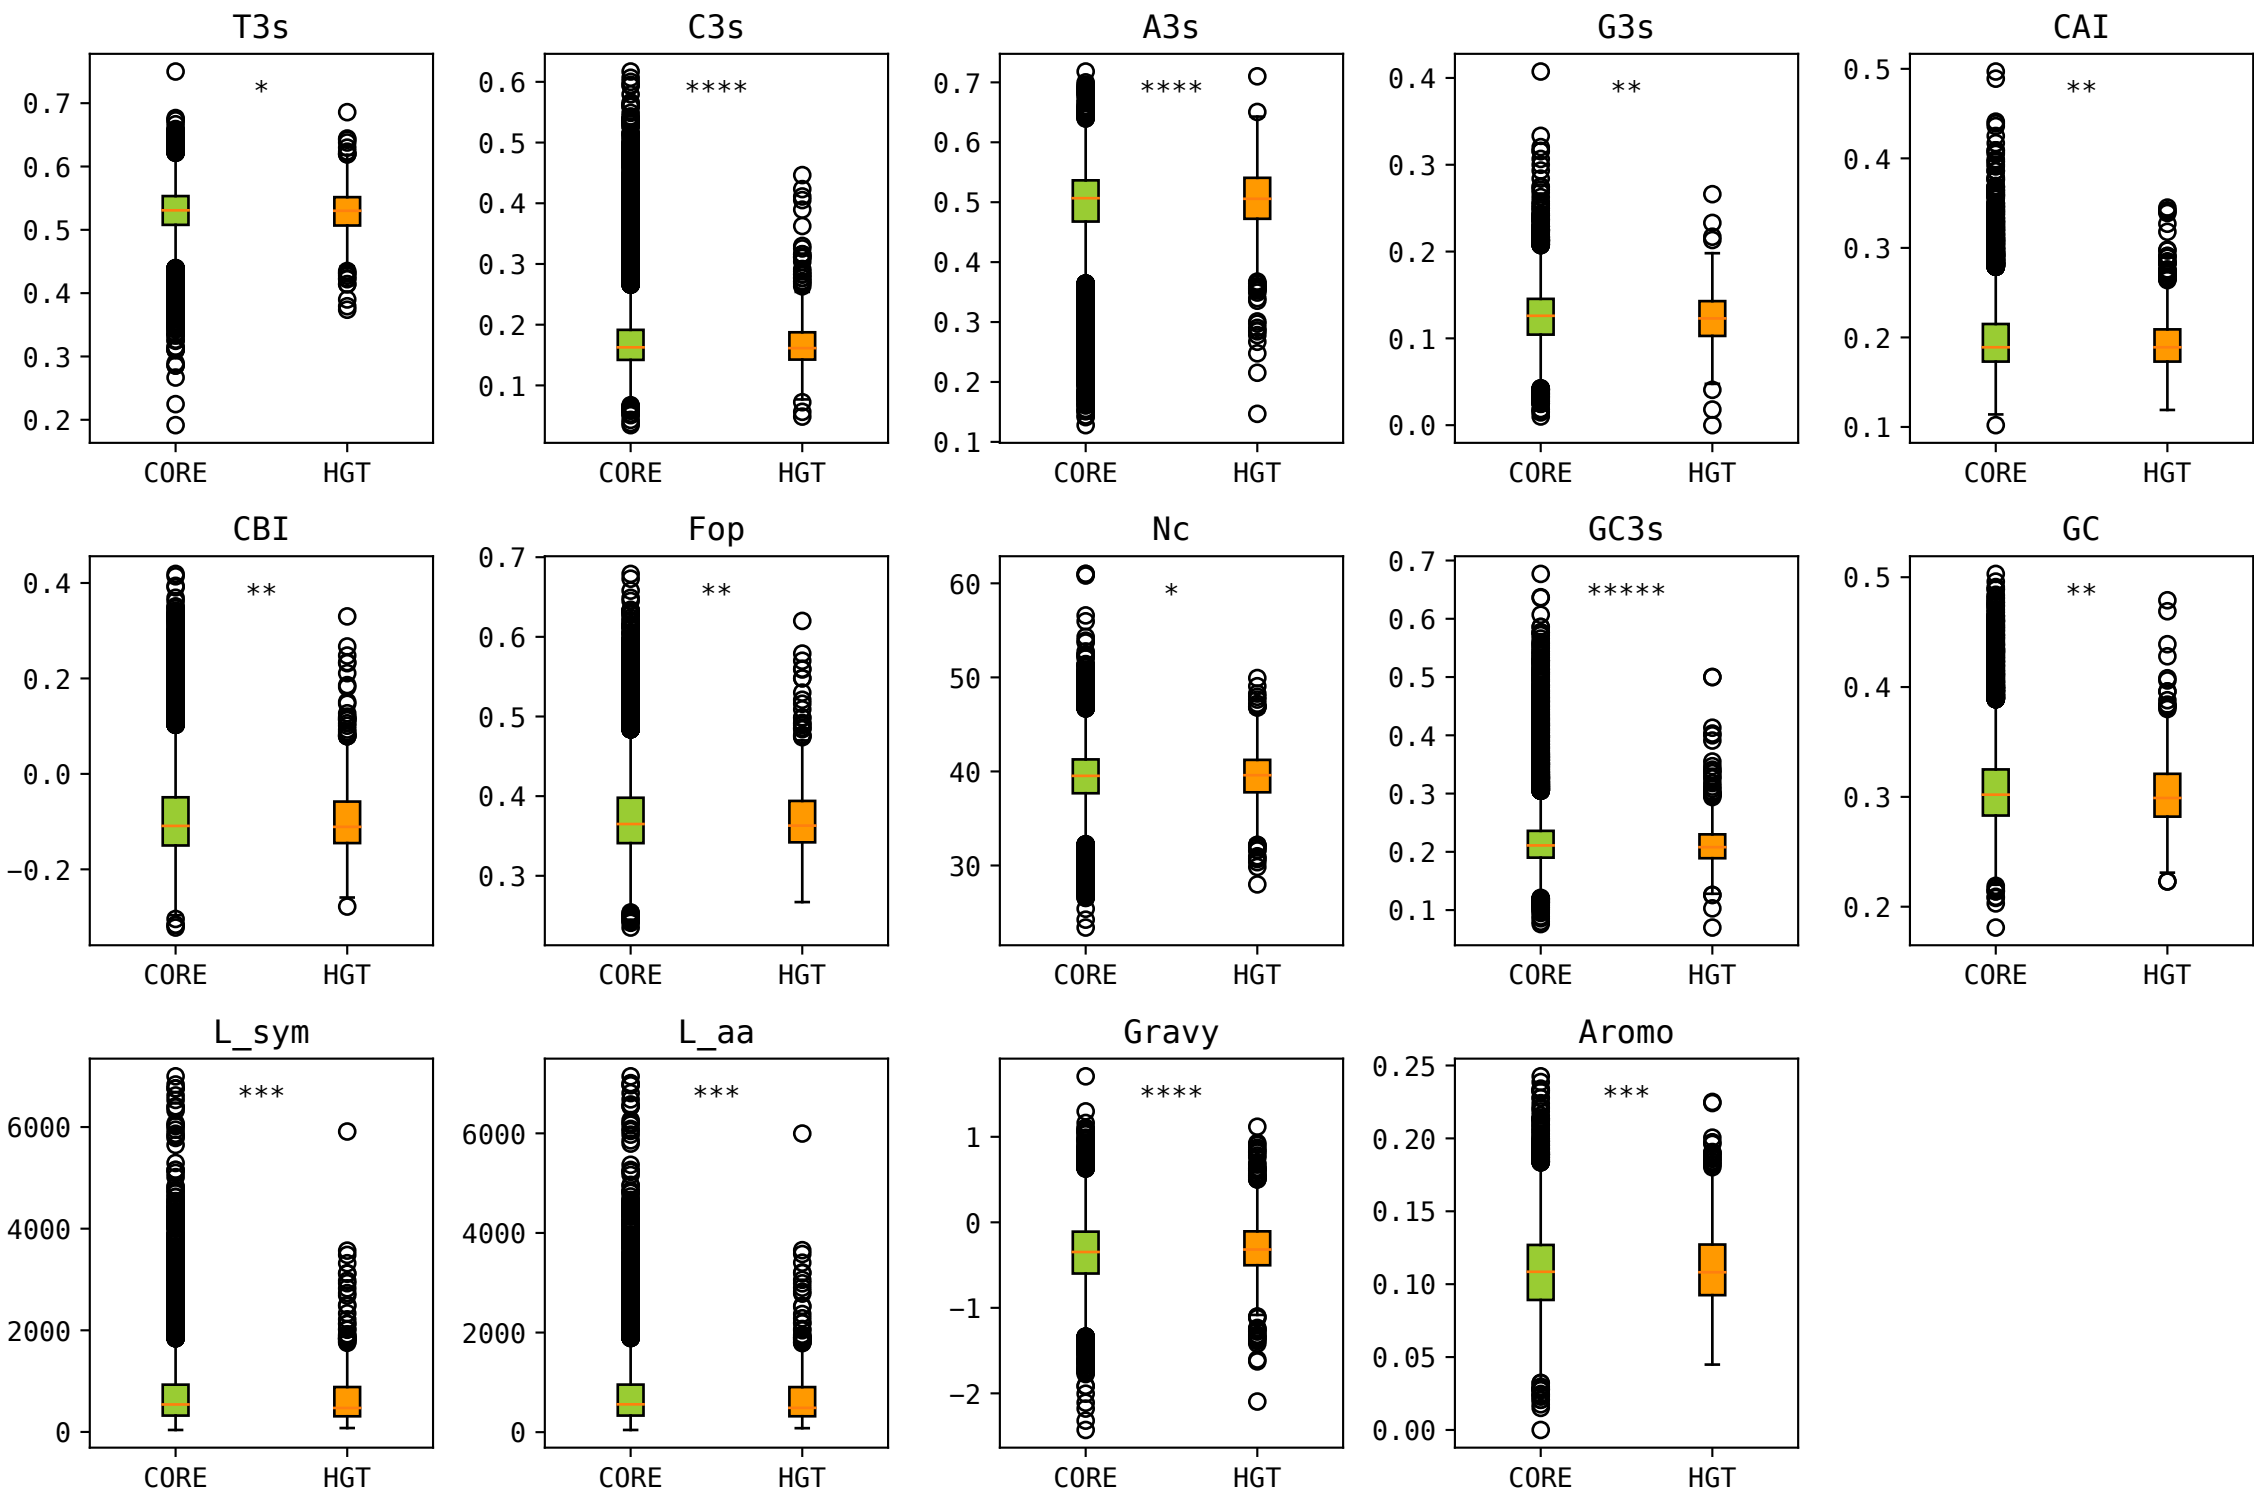 T3s
*
0.7
0.6
0.5
0.4
0.3
0.2
CORE
HGT
C3s
****
0.6
0.5
0.4
0.3
0.2
0.1
CORE
HGT
A3s
****
0.7
0.6
0.5
0.4
0.3
0.2
0.1
CORE
HGT
G3s
**
0.4
0.3
0.2
0.1
0.0
CORE
HGT
CAI
**
0.5
0.4
0.3
0.2
0.1
CORE
HGT
CBI
**
0.4
0.2
0.0
−0.2
CORE
HGT
Fop
**
0.7
0.6
0.5
0.4
0.3
CORE
HGT
Nc
*
60
50
40
30
CORE
HGT
GC3s
*****
0.7
0.6
0.5
0.4
0.3
0.2
0.1
CORE
HGT
GC
**
0.5
0.4
0.3
0.2
CORE
HGT
L_sym
***
6000
4000
2000
0
CORE
HGT
L_aa
***
6000
4000
2000
0
CORE
HGT
Gravy
****
1
0
−1
−2
CORE
HGT
Aromo
***
0.25
0.20
0.15
0.10
0.05
0.00
CORE
HGT